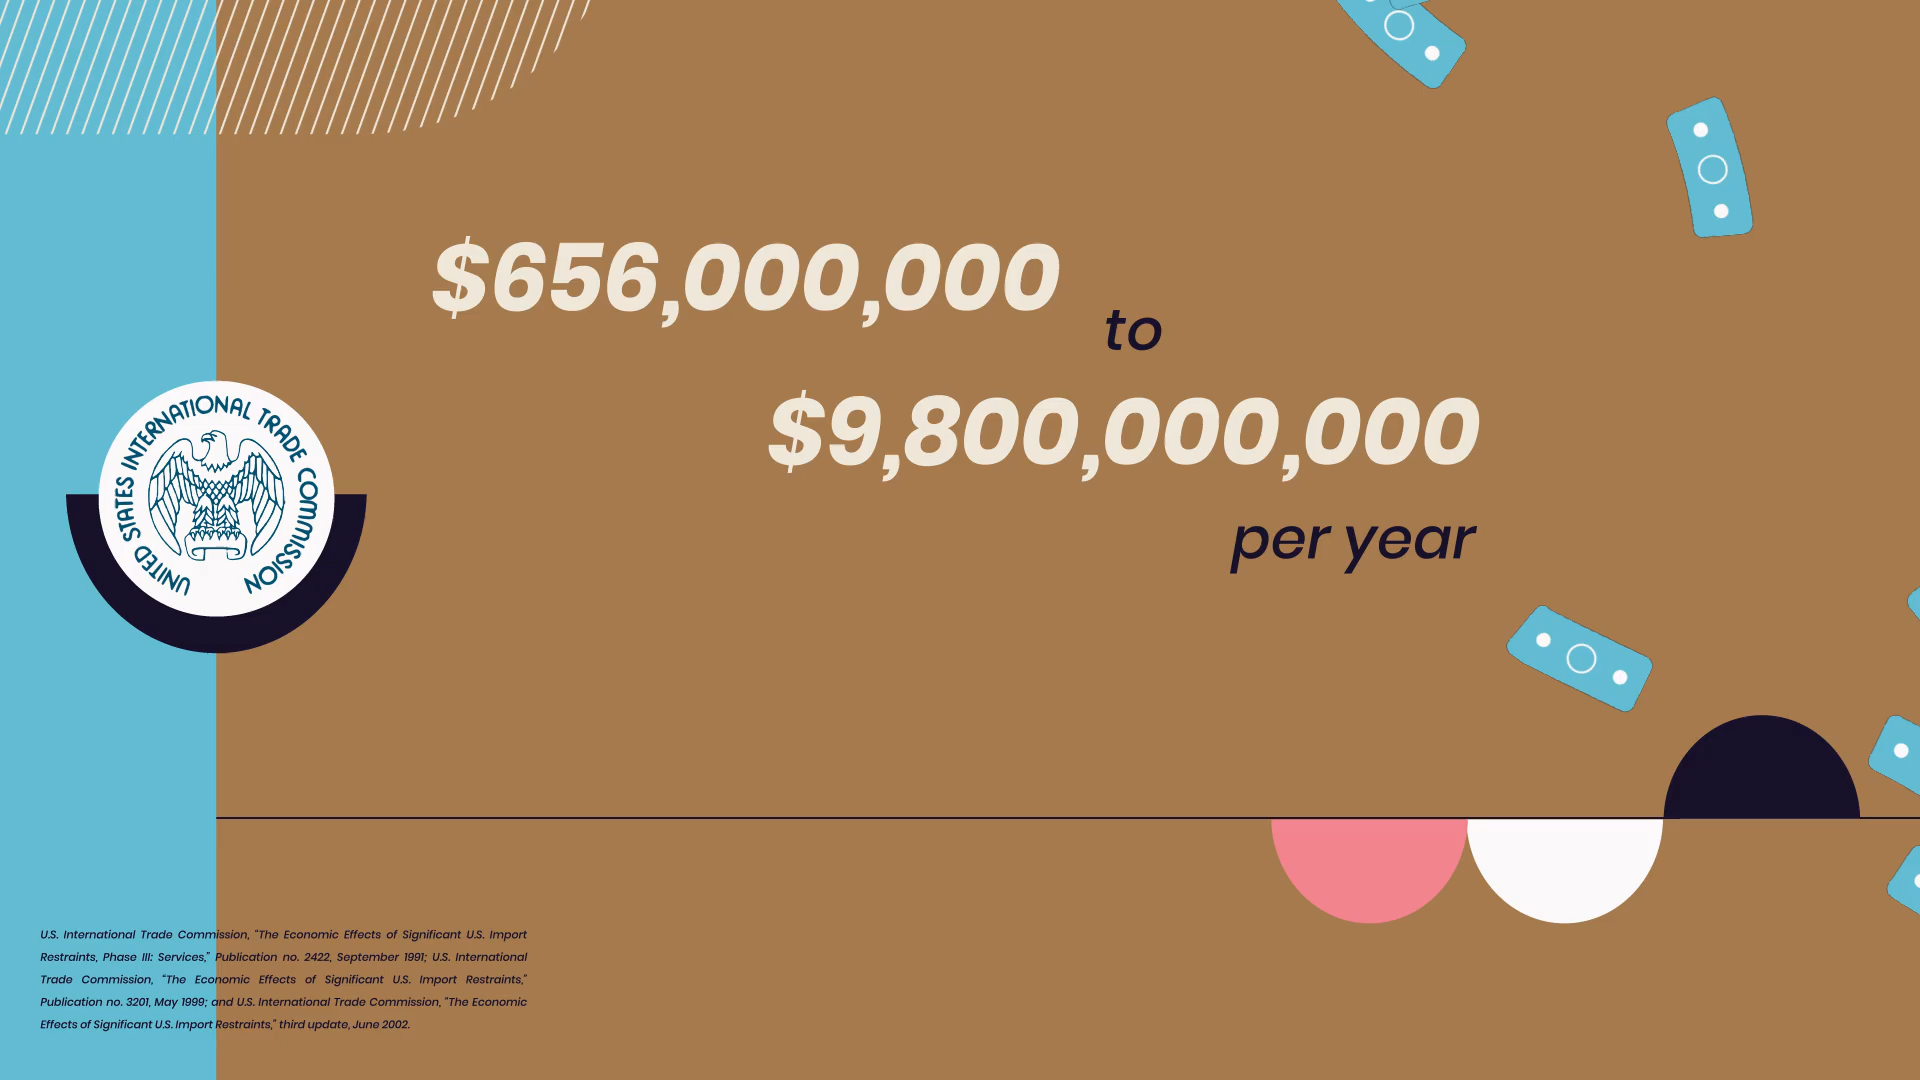 $656,000,000
to
$9,800,000,000
per year
UNITED STATES INTERNATIONAL TRADE COMMISSION
U.S. International Trade Commission, “The Economic Effects of Significant U.S. Import
Restraints, Phase III: Services,” Publication no. 2422, September 1991; U.S. International
Trade Commission, “The Economic Effects of Significant U.S. Import Restraints,”
Publication no. 3201, May 1999; and U.S. International Trade Commission, “The Economic
Effects of Significant U.S. Import Restraints,” third update, June 2002.